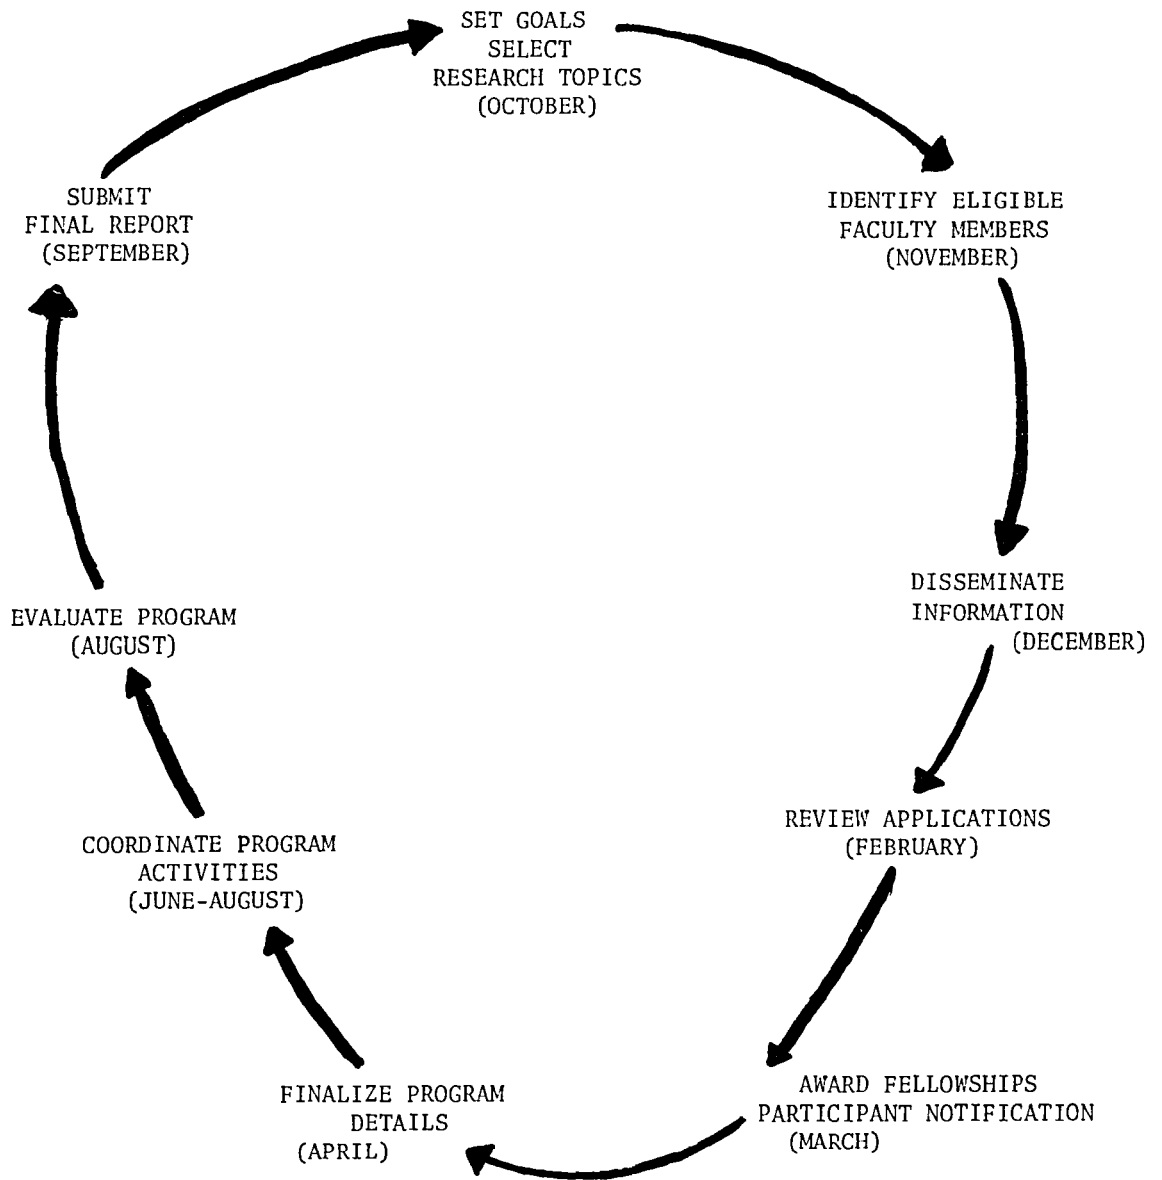 SET GOALS
SELECT
RESEARCH TOPICS
(OCTOBER)
IDENTIFY ELIGIBLE
FACULTY MEMBERS
(NOVEMBER)
DISSEMINATE
INFORMATION
(DECEMBER)
REVIEW APPLICATIONS
(FEBRUARY)
AWARD FELLOWSHIPS
PARTICIPANT NOTIFICATION
(MARCH)
FINALIZE PROGRAM
DETAILS
(APRIL)
COORDINATE PROGRAM
ACTIVITIES
(JUNE-AUGUST)
EVALUATE PROGRAM
(AUGUST)
SUBMIT
FINAL REPORT
(SEPTEMBER)